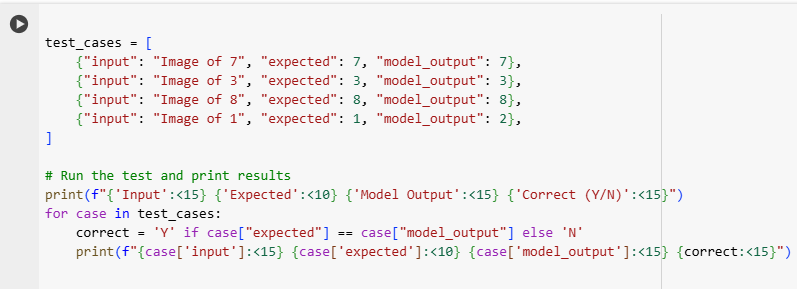 test_cases = [
    {"input": "Image of 7", "expected": 7, "model_output": 7},
    {"input": "Image of 3", "expected": 3, "model_output": 3},
    {"input": "Image of 8", "expected": 8, "model_output": 8},
    {"input": "Image of 1", "expected": 1, "model_output": 2},
]
# Run the test and print results
print(f"{'Input':<15} {'Expected':<10} {'Model Output':<15} {'Correct (Y/N)':<15}")
for case in test_cases:
    correct = 'Y' if case["expected"] == case["model_output"] else 'N'
    print(f"{case['input']:<15} {case['expected']:<10} {case['model_output']:<15} {correct:<15}")